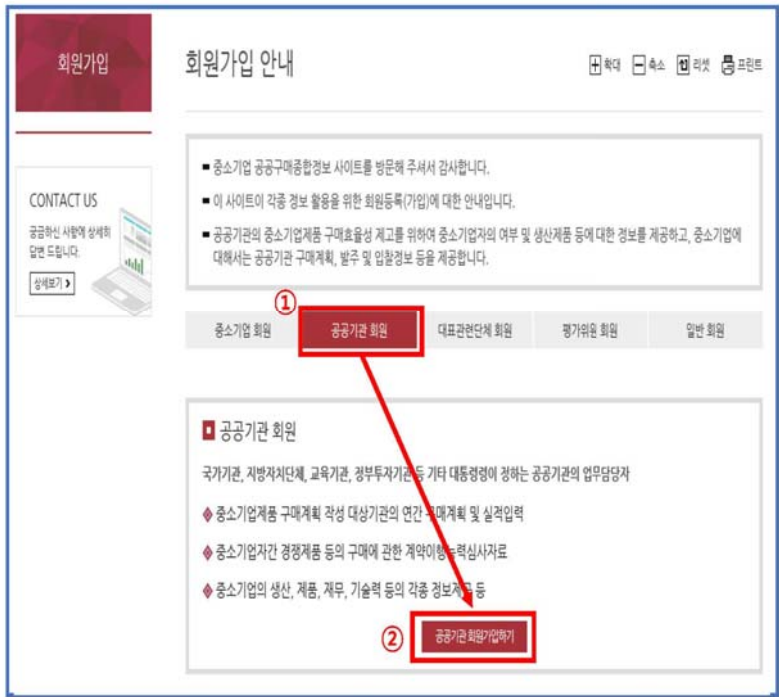 회원가입
회원가입 안내
확대 축소 리셋 프린트
중소기업 공공구매종합정보 사이트를 방문해 주셔서 감사합니다.
이 사이트이 각종 정보 활용을 위한 회원등록(가입)에 대한 안내입니다.
공공기관의 중소기업제품 구매효율성 제고를 위하여 중소기업자의 여부 및 생산제품 등에 대한 정보를 제공하고, 중소기업에
대해서는 공공기관 구매계획, 발주 및 입찰정보 등을 제공합니다.
CONTACT US
궁금하신 사항에 상세히
답변 드립니다.
상세보기
①
중소기업 회원 공공기관 회원 대표관련단체 회원 평가위원 회원 일반 회원
공공기관 회원
국가기관, 지방자치단체, 교육기관, 정부투자기관 등 기타 대통령령이 정하는 공공기관의 업무담당자
중소기업제품 구매계획 작성 대상기관의 연간 구매계획 및 실적입력
중소기업자간 경쟁제품 등의 구매에 관한 계약이행능력심사자료
중소기업의 생산, 제품, 재무, 기술력 등의 각종 정보제공 등
② 공공기관 회원가입하기